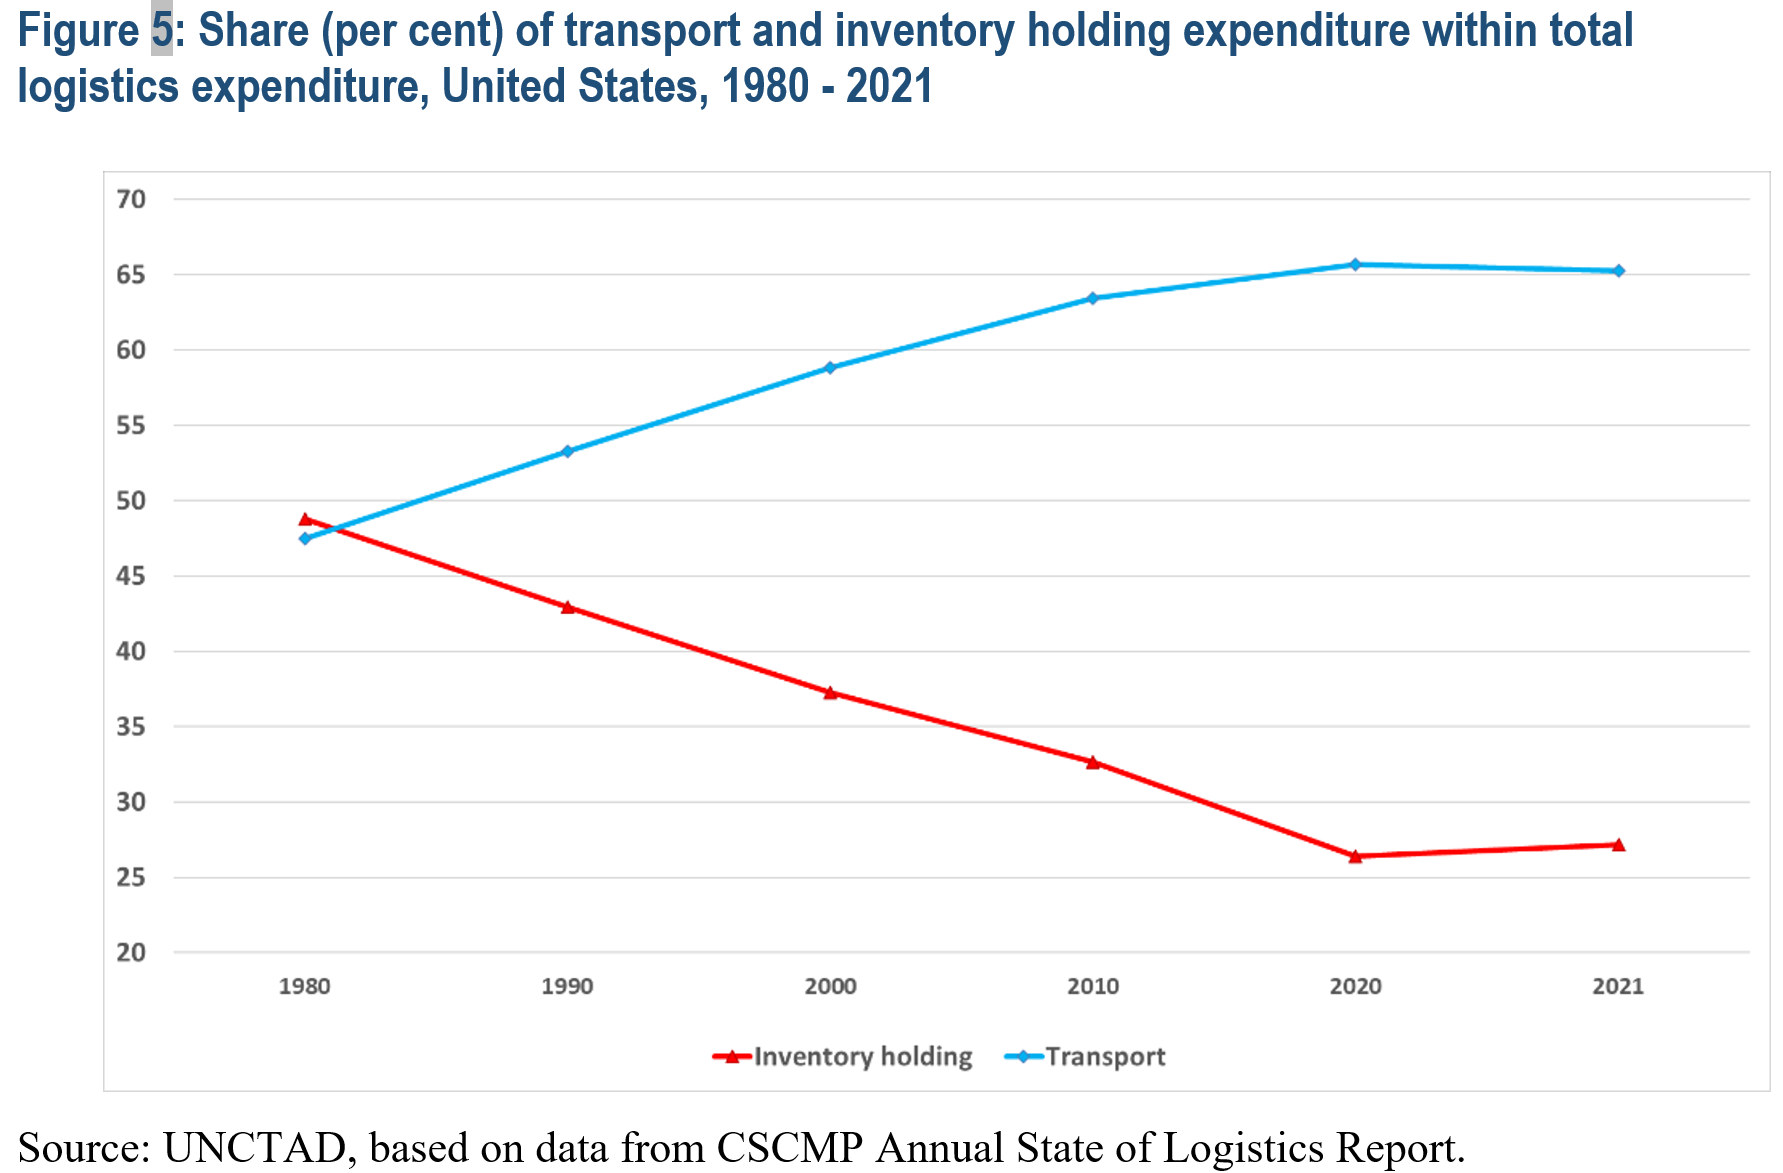 Figure 5: Share (per cent) of transport and inventory holding expenditure within total
logistics expenditure, United States, 1980 - 2021
70
65
60
55
50
45
40
35
30
25
20
1980 1990 2000 2010 2020 2021
Inventory holding Transport
Source: UNCTAD, based on data from CSCMP Annual State of Logistics Report.